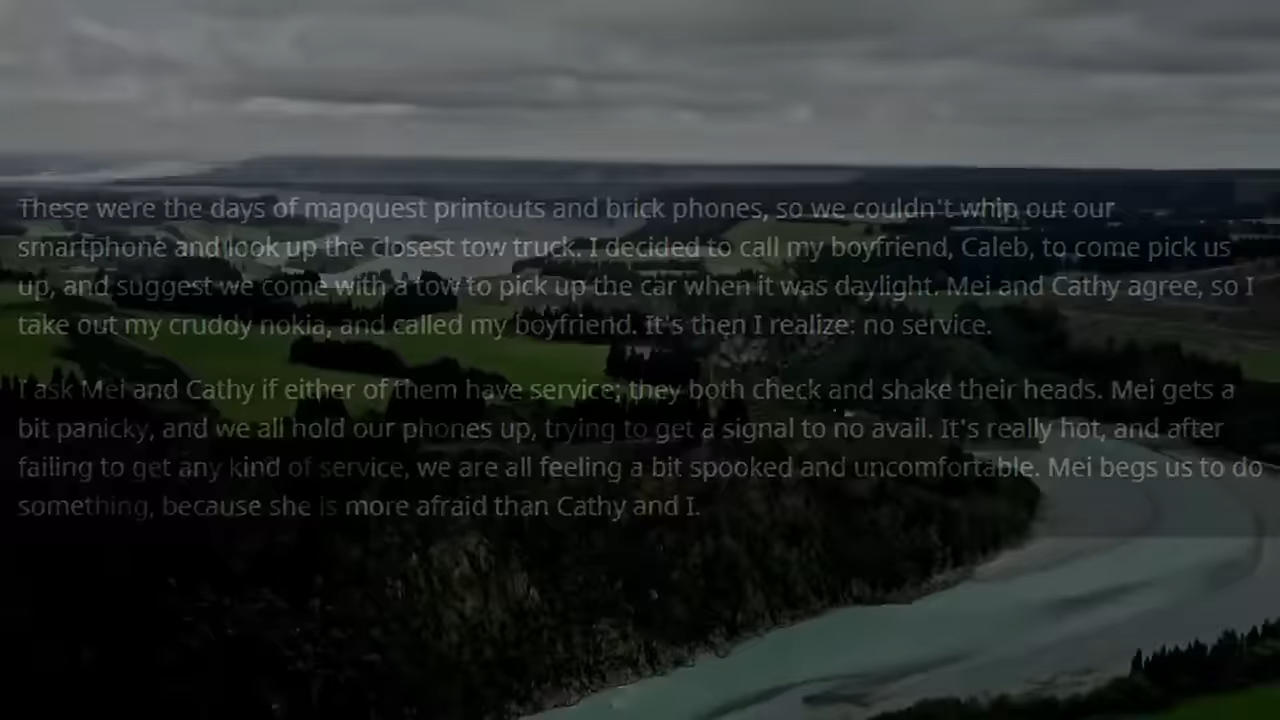 These were the days of mapquest printouts and brick phones, so we couldn't whip out our
smartphone and look up the closest tow truck. I decided to call my boyfriend, Caleb, to come pick us
up, and suggest we come with a tow to pick up the car when it was daylight. Mei and Cathy agree, so I
take out my cruddy nokia, and called my boyfriend. It's then I realize: no service.
I ask Mei and Cathy if either of them have service; they both check and shake their heads. Mei gets a
bit panicky, and we all hold our phones up, trying to get a signal to no avail. It's really hot, and after
failing to get any kind of service, we are all feeling a bit spooked and uncomfortable. Mei begs us to do
something, because she is more afraid than Cathy and I.